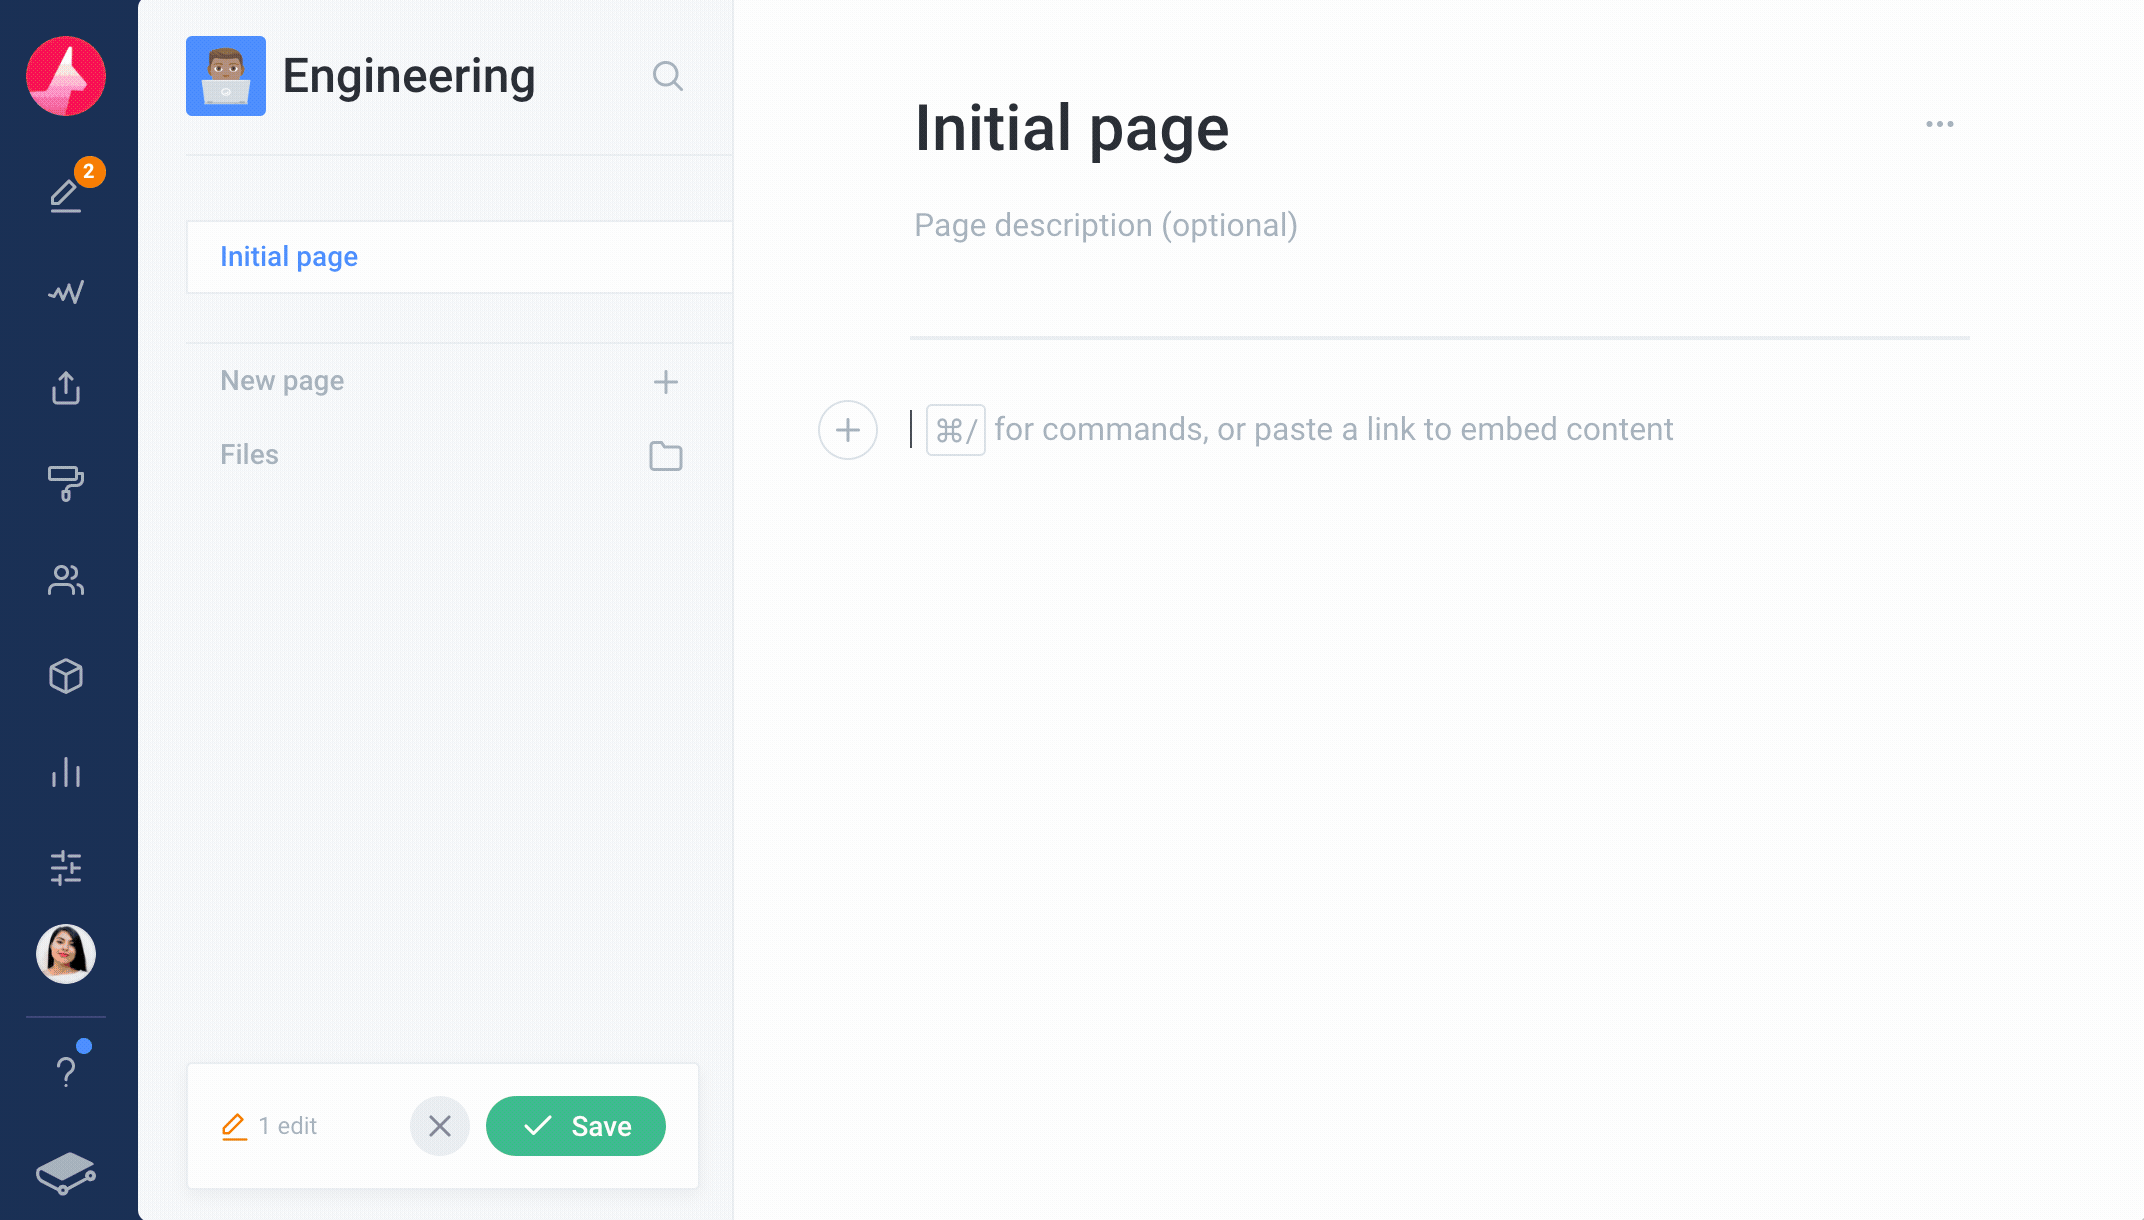 2
Engineering
Initial page
New page
Files
1 edit
Save
Initial page
Page description (optional)
⌘/ for commands, or paste a link to embed content